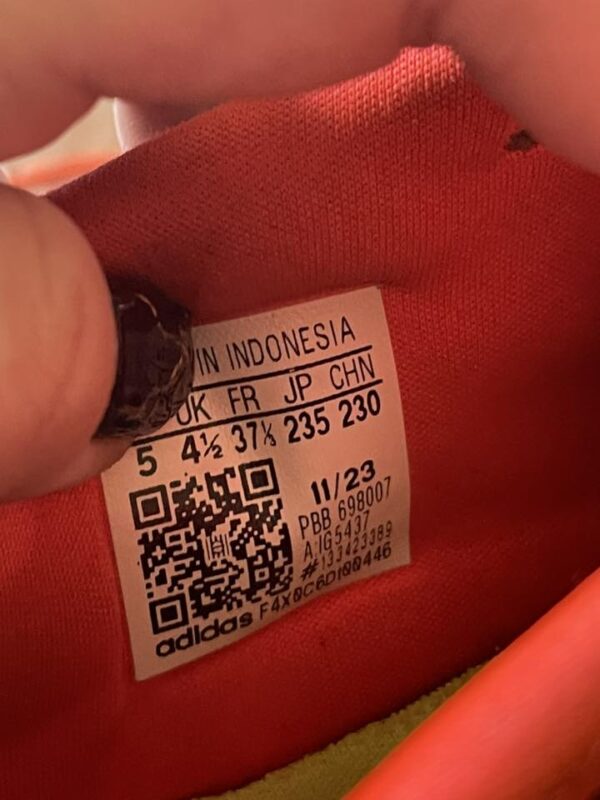 IN INDONESIA
UK FR JP CHN
5 4½ 37⅓ 235 230
11/23
PBB 698007
A:IG5437
#133423389
adidas F4X0C6D100446